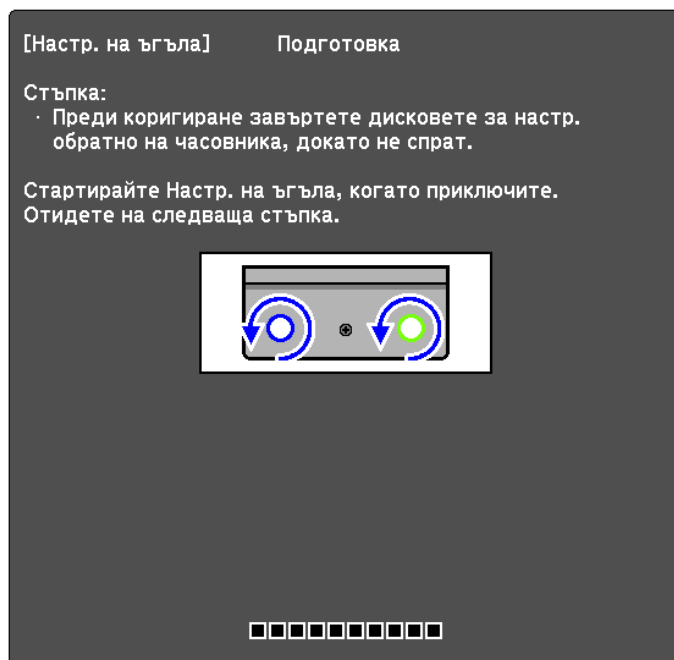 [Настр. на ъгъла] Подготовка
Стъпка:
· Преди коригиране завъртете дисковете за настр.
обратно на часовника, докато не спрат.
Стартирайте Настр. на ъгъла, когато приключите.
Отидете на следваща стъпка.